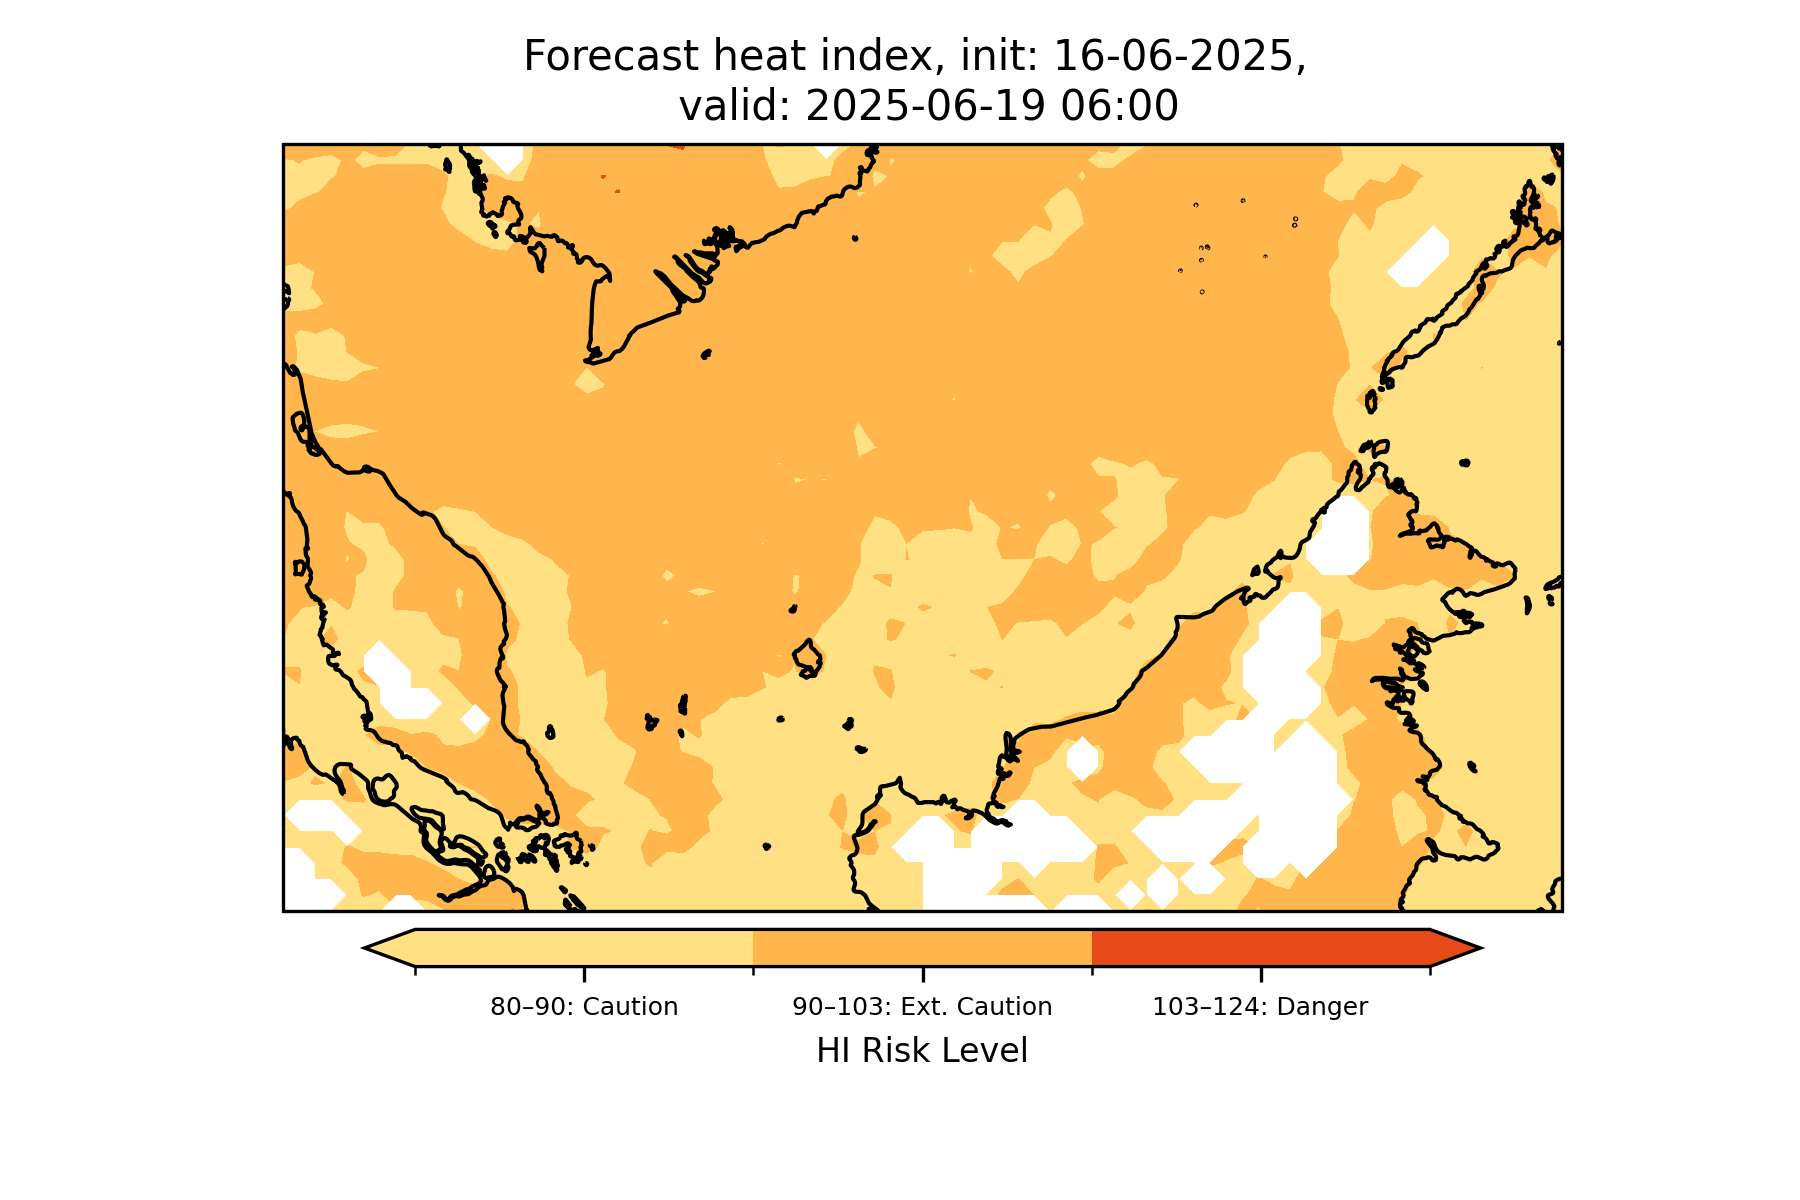 Forecast heat index, init: 16-06-2025,
valid: 2025-06-19 06:00
80–90: Caution
90–103: Ext. Caution
103–124: Danger
HI Risk Level